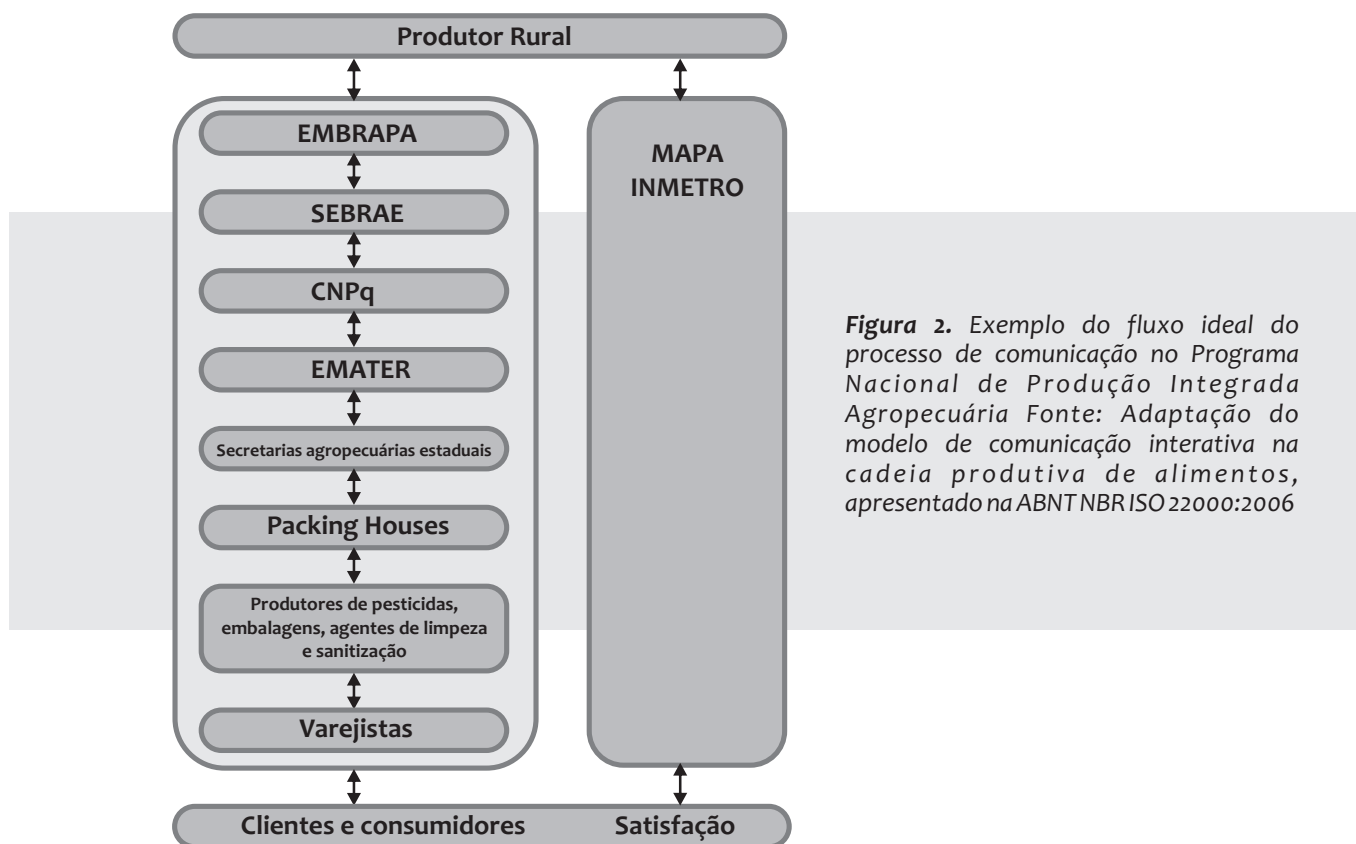 Produtor Rural
EMBRAPA
SEBRAE
CNPq
EMATER
Secretarias agropecuárias estaduais
Packing Houses
Produtores de pesticidas,
embalagens, agentes de limpeza
e sanitização
Varejistas
MAPA
INMETRO
Clientes e consumidores
Satisfação
Figura 2. Exemplo do fluxo ideal do
processo de comunicação no Programa
Nacional de Produção Integrada
Agropecuária Fonte: Adaptação do
modelo de comunicação interativa na
cadeia produtiva de alimentos,
apresentado na ABNT NBR ISO 22000:2006